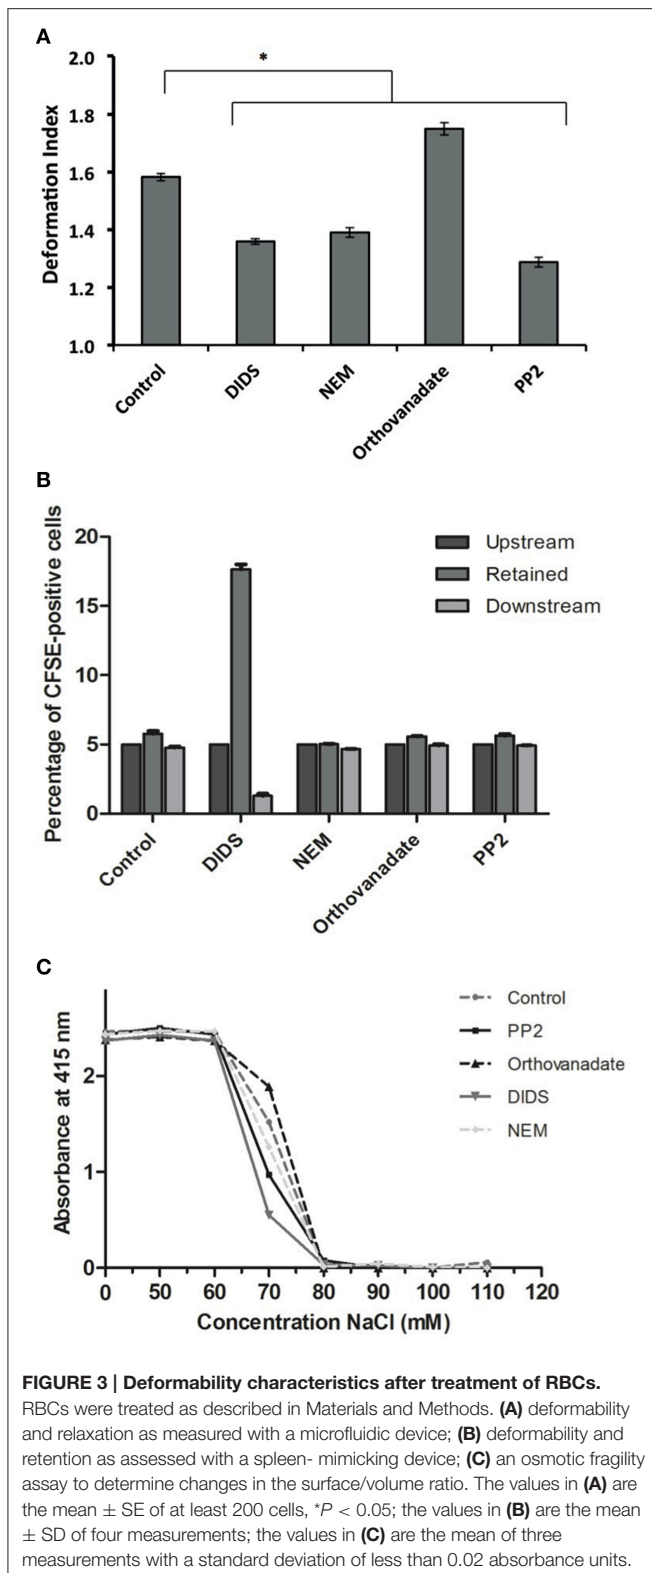 A
*
2.0
1.8
1.6
1.4
1.2
1.0
Deformation Index
Control
DIDS
NEM
Orthovanadate
PP2
B
20
15
10
5
0
Percentage of CFSE-positive cells
Upstream
Retained
Downstream
Control
DIDS
NEM
Orthovanadate
PP2
C
2
1
0
Absorbance at 415 nm
Control
PP2
Orthovanadate
DIDS
NEM
0 50 60 70 80 90 100 110 120
Concentration NaCl (mM)
FIGURE 3 | Deformability characteristics after treatment of RBCs.
RBCs were treated as described in Materials and Methods. (A) deformability
and relaxation as measured with a microfluidic device; (B) deformability and
retention as assessed with a spleen- mimicking device; (C) an osmotic fragility
assay to determine changes in the surface/volume ratio. The values in (A) are
the mean ± SE of at least 200 cells, *P < 0.05; the values in (B) are the mean
± SD of four measurements; the values in (C) are the mean of three
measurements with a standard deviation of less than 0.02 absorbance units.